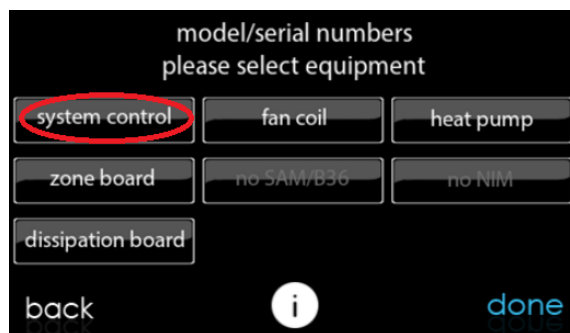 model/serial numbers
please select equipment
system control
fan coil
heat pump
zone board
no SAM/B36
no NIM
dissipation board
back
i
done